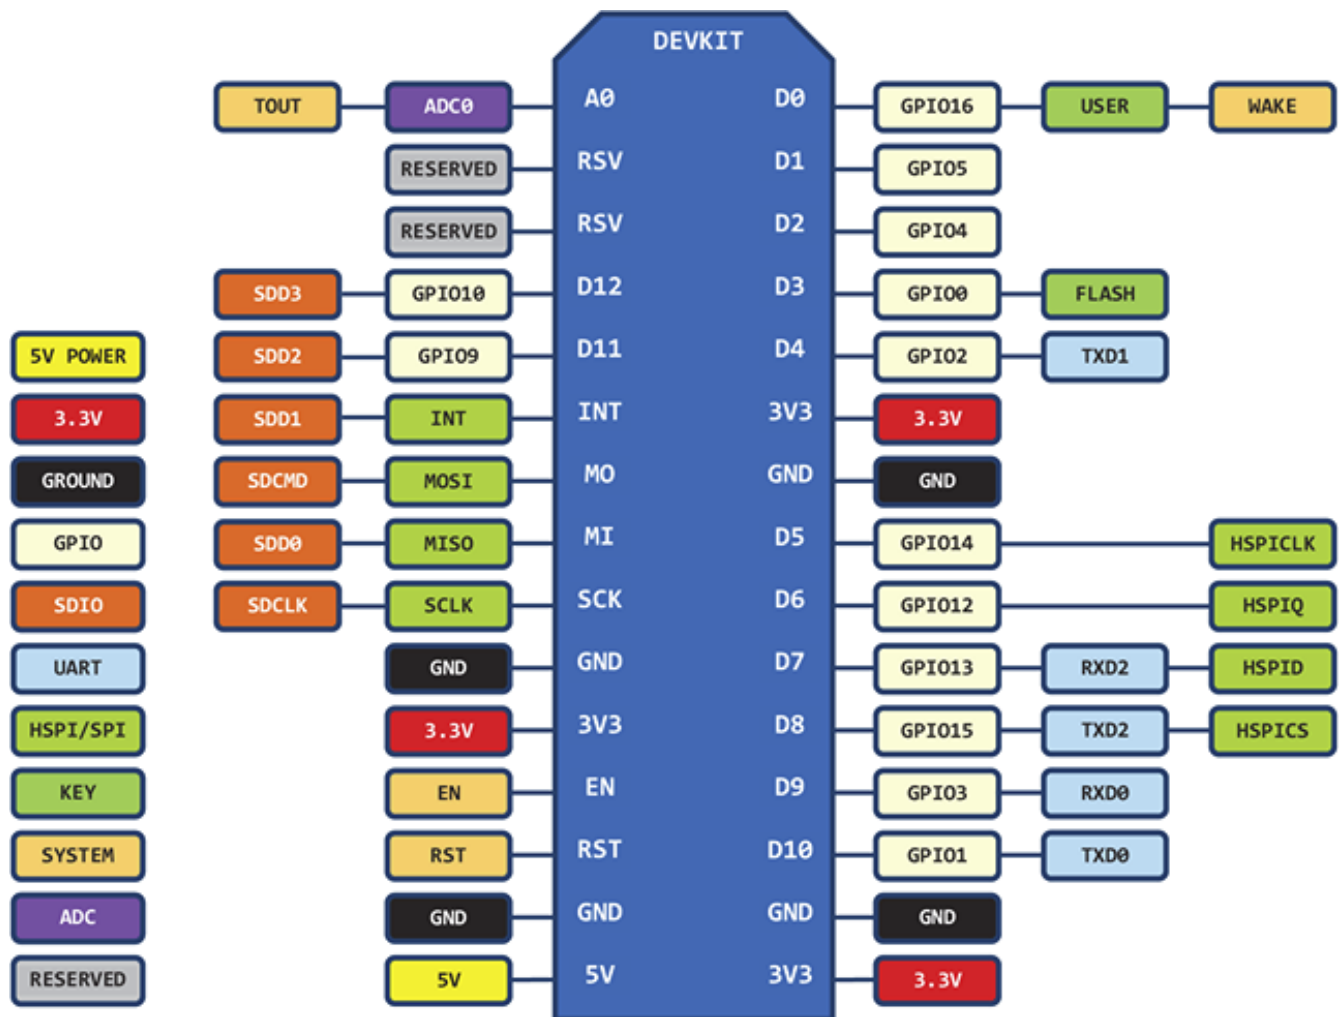 DEVKIT
TOUT ADC0 A0 D0 GPIO16 USER WAKE
RESERVED RSV D1 GPIO5
RESERVED RSV D2 GPIO4
SDD3 GPIO10 D12 D3 GPIO0 FLASH
5V POWER SDD2 GPIO9 D11 D4 GPIO2 TXD1
3.3V SDD1 INT INT 3V3 3.3V
GROUND SDCMD MOSI MO GND GND
GPIO SDD0 MISO MI D5 GPIO14 HSPICLK
SDIO SDCLK SCLK SCK D6 GPIO12 HSPIQ
UART GND GND D7 GPIO13 RXD2 HSPID
HSPI/SPI 3.3V 3V3 D8 GPIO15 TXD2 HSPICS
KEY EN EN D9 GPIO3 RXD0
SYSTEM RST RST D10 GPIO1 TXD0
ADC GND GND GND GND
RESERVED 5V 5V 3V3 3.3V